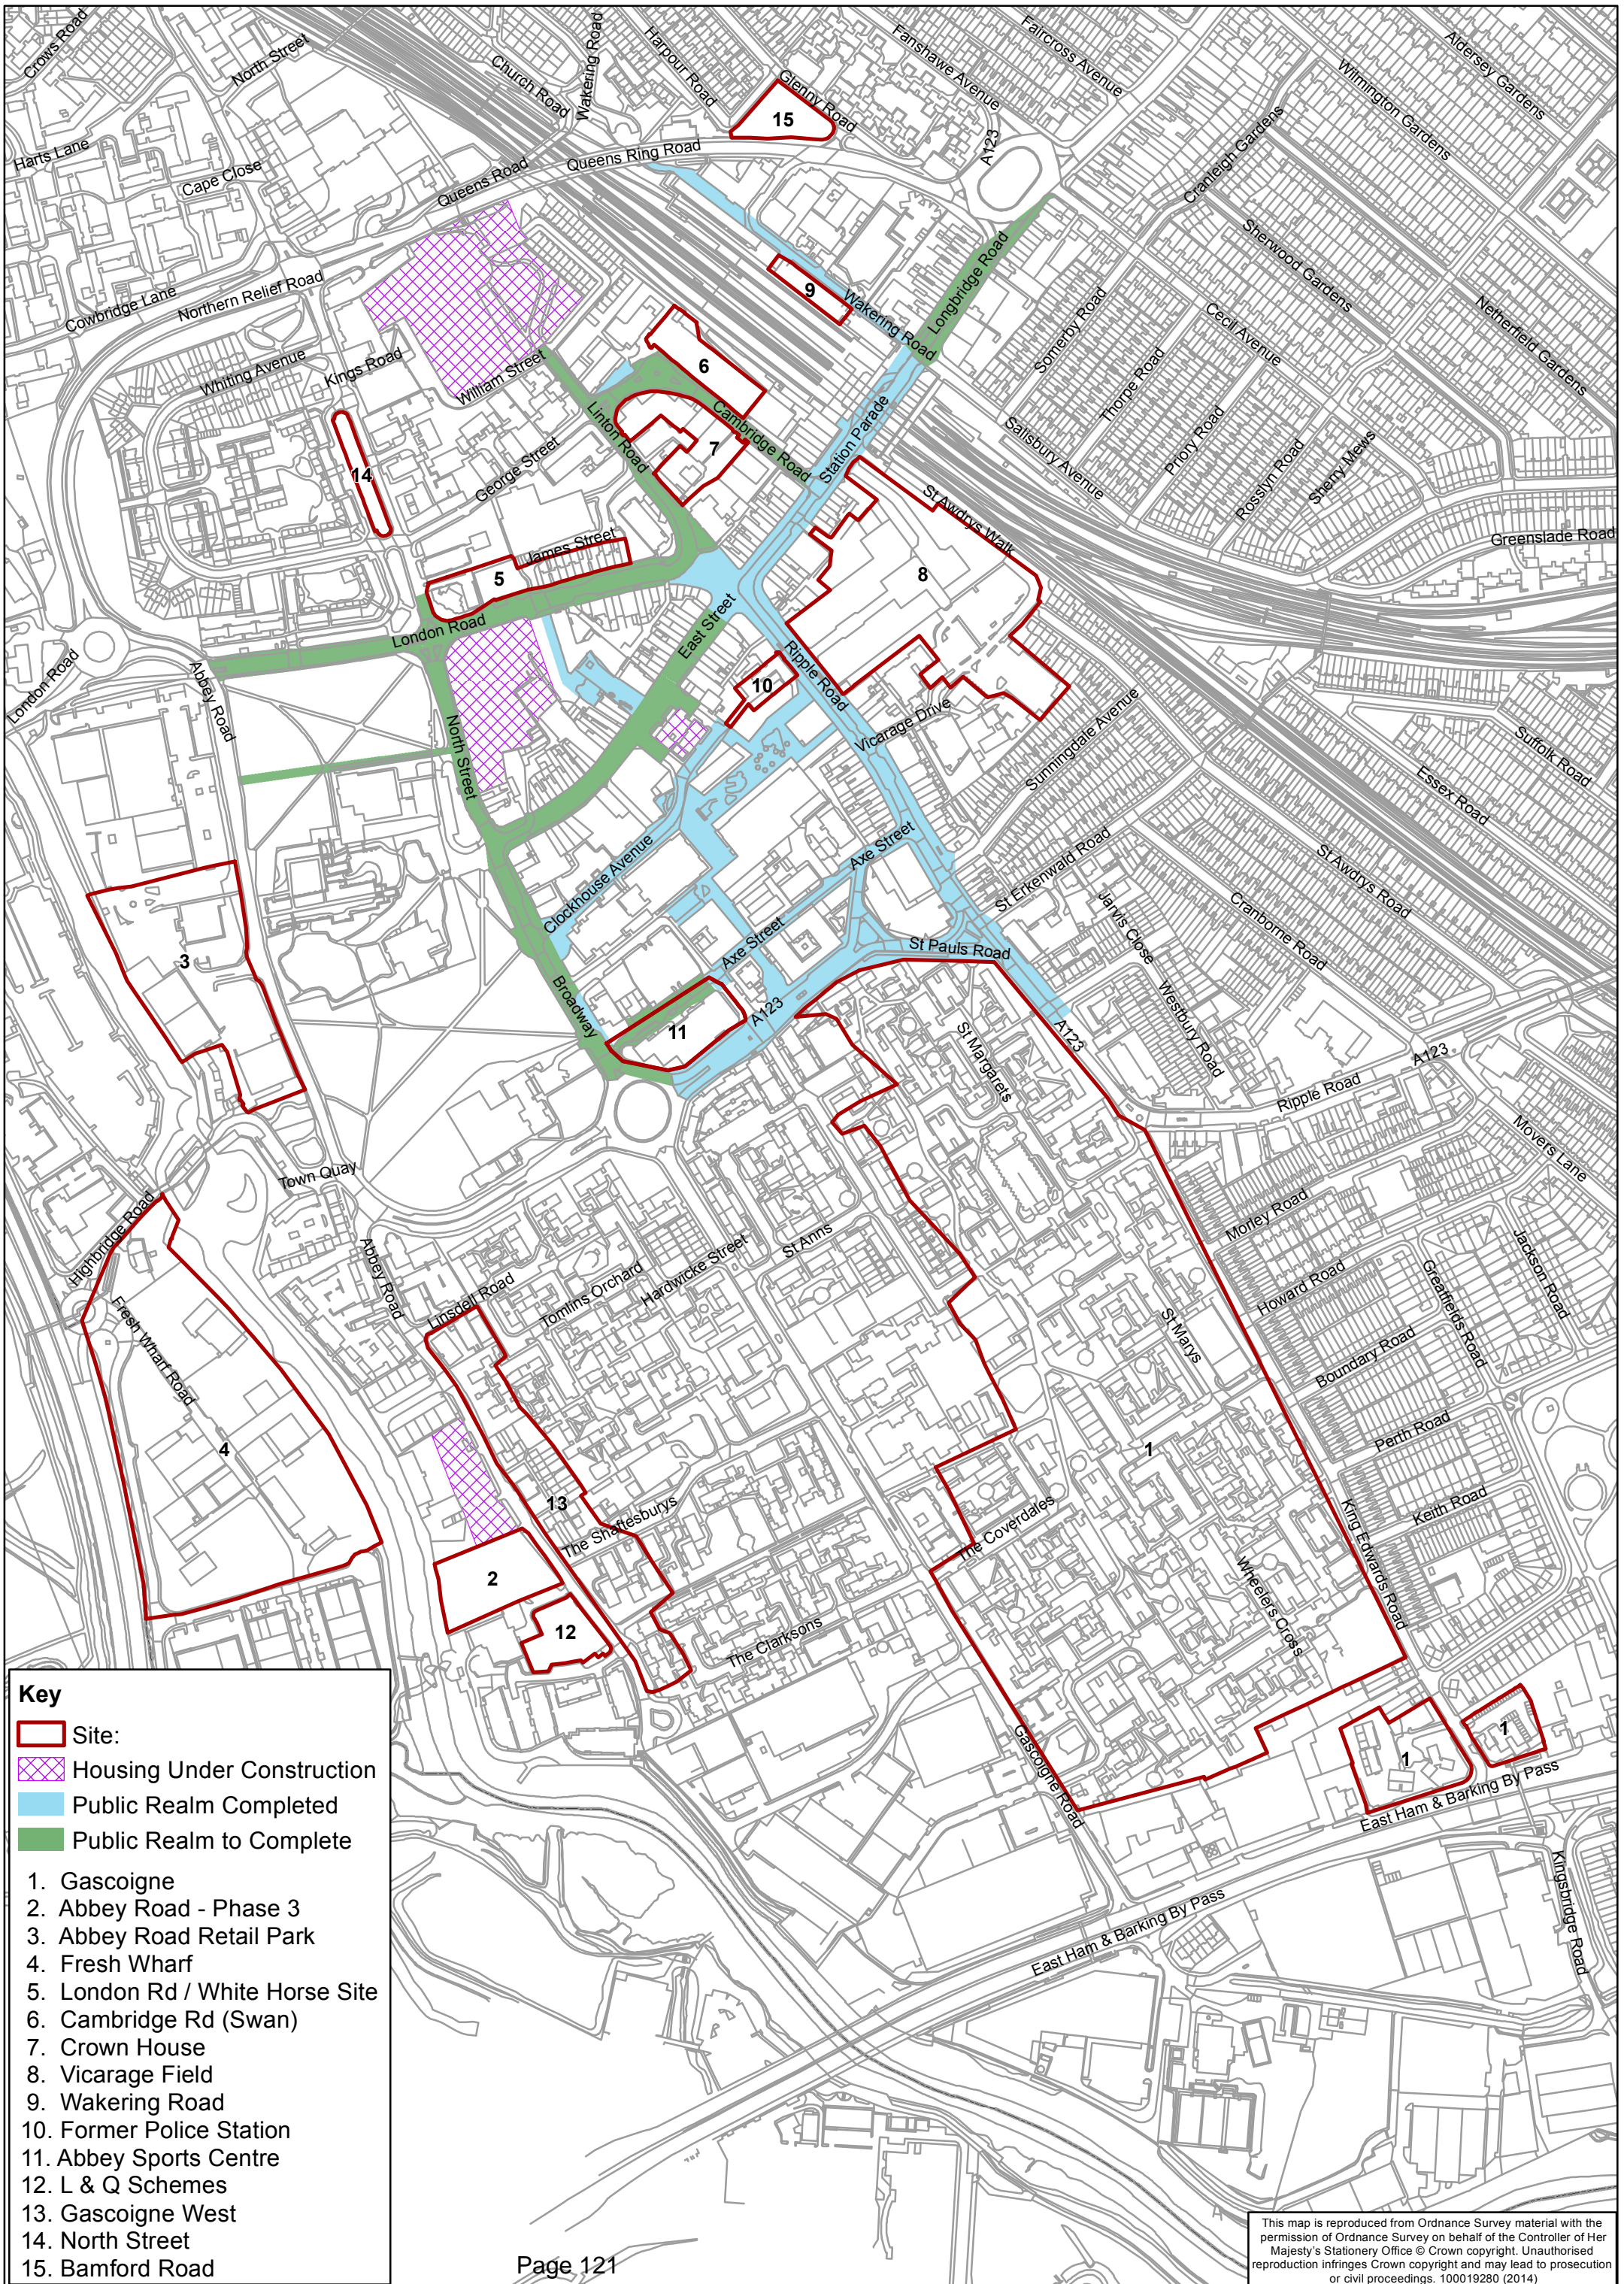 Crows Road
North Street
Church Road
Wakering Road
Harpour Road
Glenny Road
Fanshawe Avenue
Faircross Avenue
Aldersey Gardens
Wilmington Gardens
15
A123
Harts Lane
Cape Close
Queens Road
Queens Ring Road
Cranleigh Gardens
Sherwood Gardens
Netherfield Gardens
Cowbridge Lane
Northern Relief Road
9
Wakering Road
Longbridge Road
Somerby Road
Cecil Avenue
Whiting Avenue
Kings Road
William Street
6
Cambridge Road
Station Parade
Thorpe Road
Salisbury Avenue
Priory Road
Rosslyn Road
Sherry Mews
14
George Street
Linton Road
7
St Awdrys Walk
Greenslade Road
James Street
5
8
London Road
London Road
Abbey Road
East Street
10
Ripple Road
Vicarage Drive
Sunningdale Avenue
Suffolk Road
Essex Road
North Street
Clockhouse Avenue
Axe Street
St Erkenwald Road
St Awdrys Road
Cranborne Road
Jarvis Close
Westbury Road
3
Axe Street
St Pauls Road
Broadway
11
A123
A123
St Margarets
A123
Ripple Road
Movers Lane
Town Quay
Highbridge Road
Abbey Road
St Anns
Hardwicke Street
Tomlins Orchard
Linsdell Road
Morley Road
Jackson Road
Howard Road
Greatfields Road
Boundary Road
St Marys
Fresh Wharf Road
4
13
The Shaftesburys
1
Perth Road
Keith Road
King Edwards Road
The Coverdales
Wheelers Cross
2
12
The Clarksons
Gascoigne Road
1
1
East Ham & Barking By Pass
East Ham & Barking By Pass
Kingsbridge Road
Key
Site:
Housing Under Construction
Public Realm Completed
Public Realm to Complete
1. Gascoigne
2. Abbey Road - Phase 3
3. Abbey Road Retail Park
4. Fresh Wharf
5. London Rd / White Horse Site
6. Cambridge Rd (Swan)
7. Crown House
8. Vicarage Field
9. Wakering Road
10. Former Police Station
11. Abbey Sports Centre
12. L & Q Schemes
13. Gascoigne West
14. North Street
15. Bamford Road
Page 121
This map is reproduced from Ordnance Survey material with the
permission of Ordnance Survey on behalf of the Controller of Her
Majesty's Stationery Office © Crown copyright. Unauthorised
reproduction infringes Crown copyright and may lead to prosecution
or civil proceedings. 100019280 (2014)